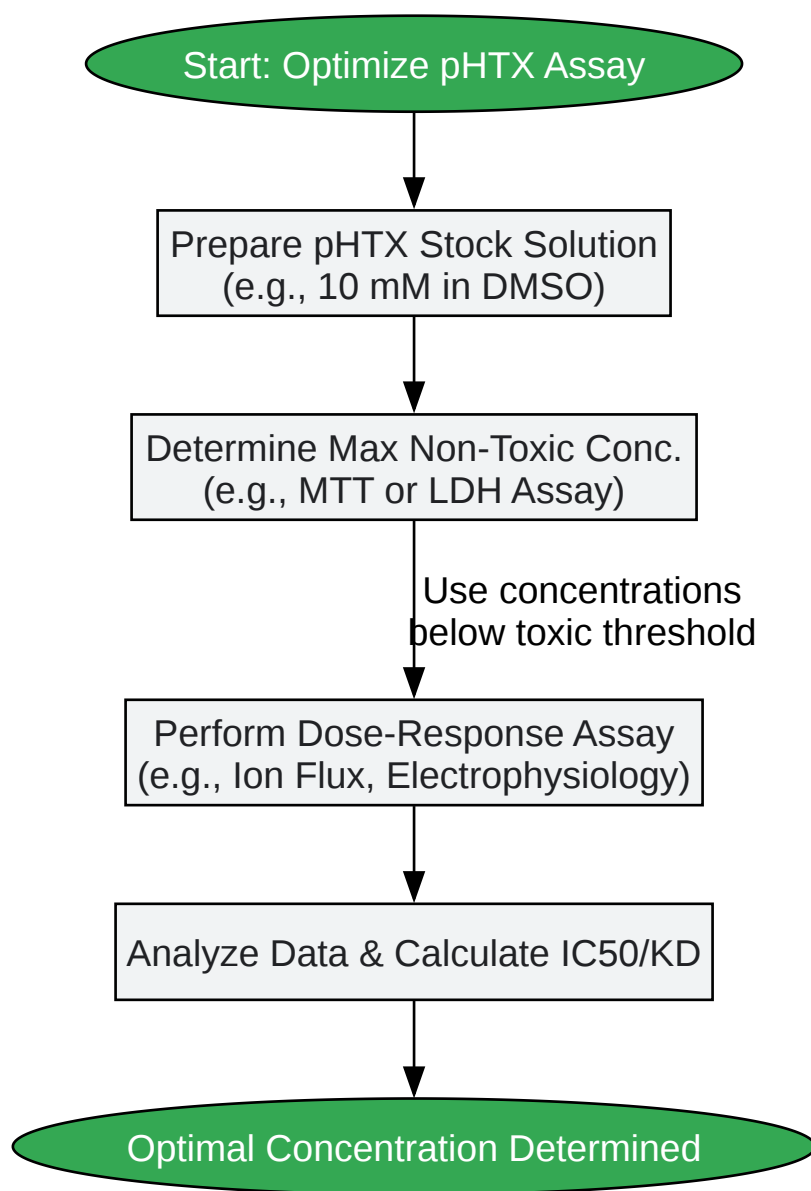 Start: Optimize pHTX Assay
Prepare pHTX Stock Solution
(e.g., 10 mM in DMSO)
Determine Max Non-Toxic Conc.
(e.g., MTT or LDH Assay)
Use concentrations
below toxic threshold
Perform Dose-Response Assay
(e.g., Ion Flux, Electrophysiology)
Analyze Data & Calculate IC50/KD
Optimal Concentration Determined